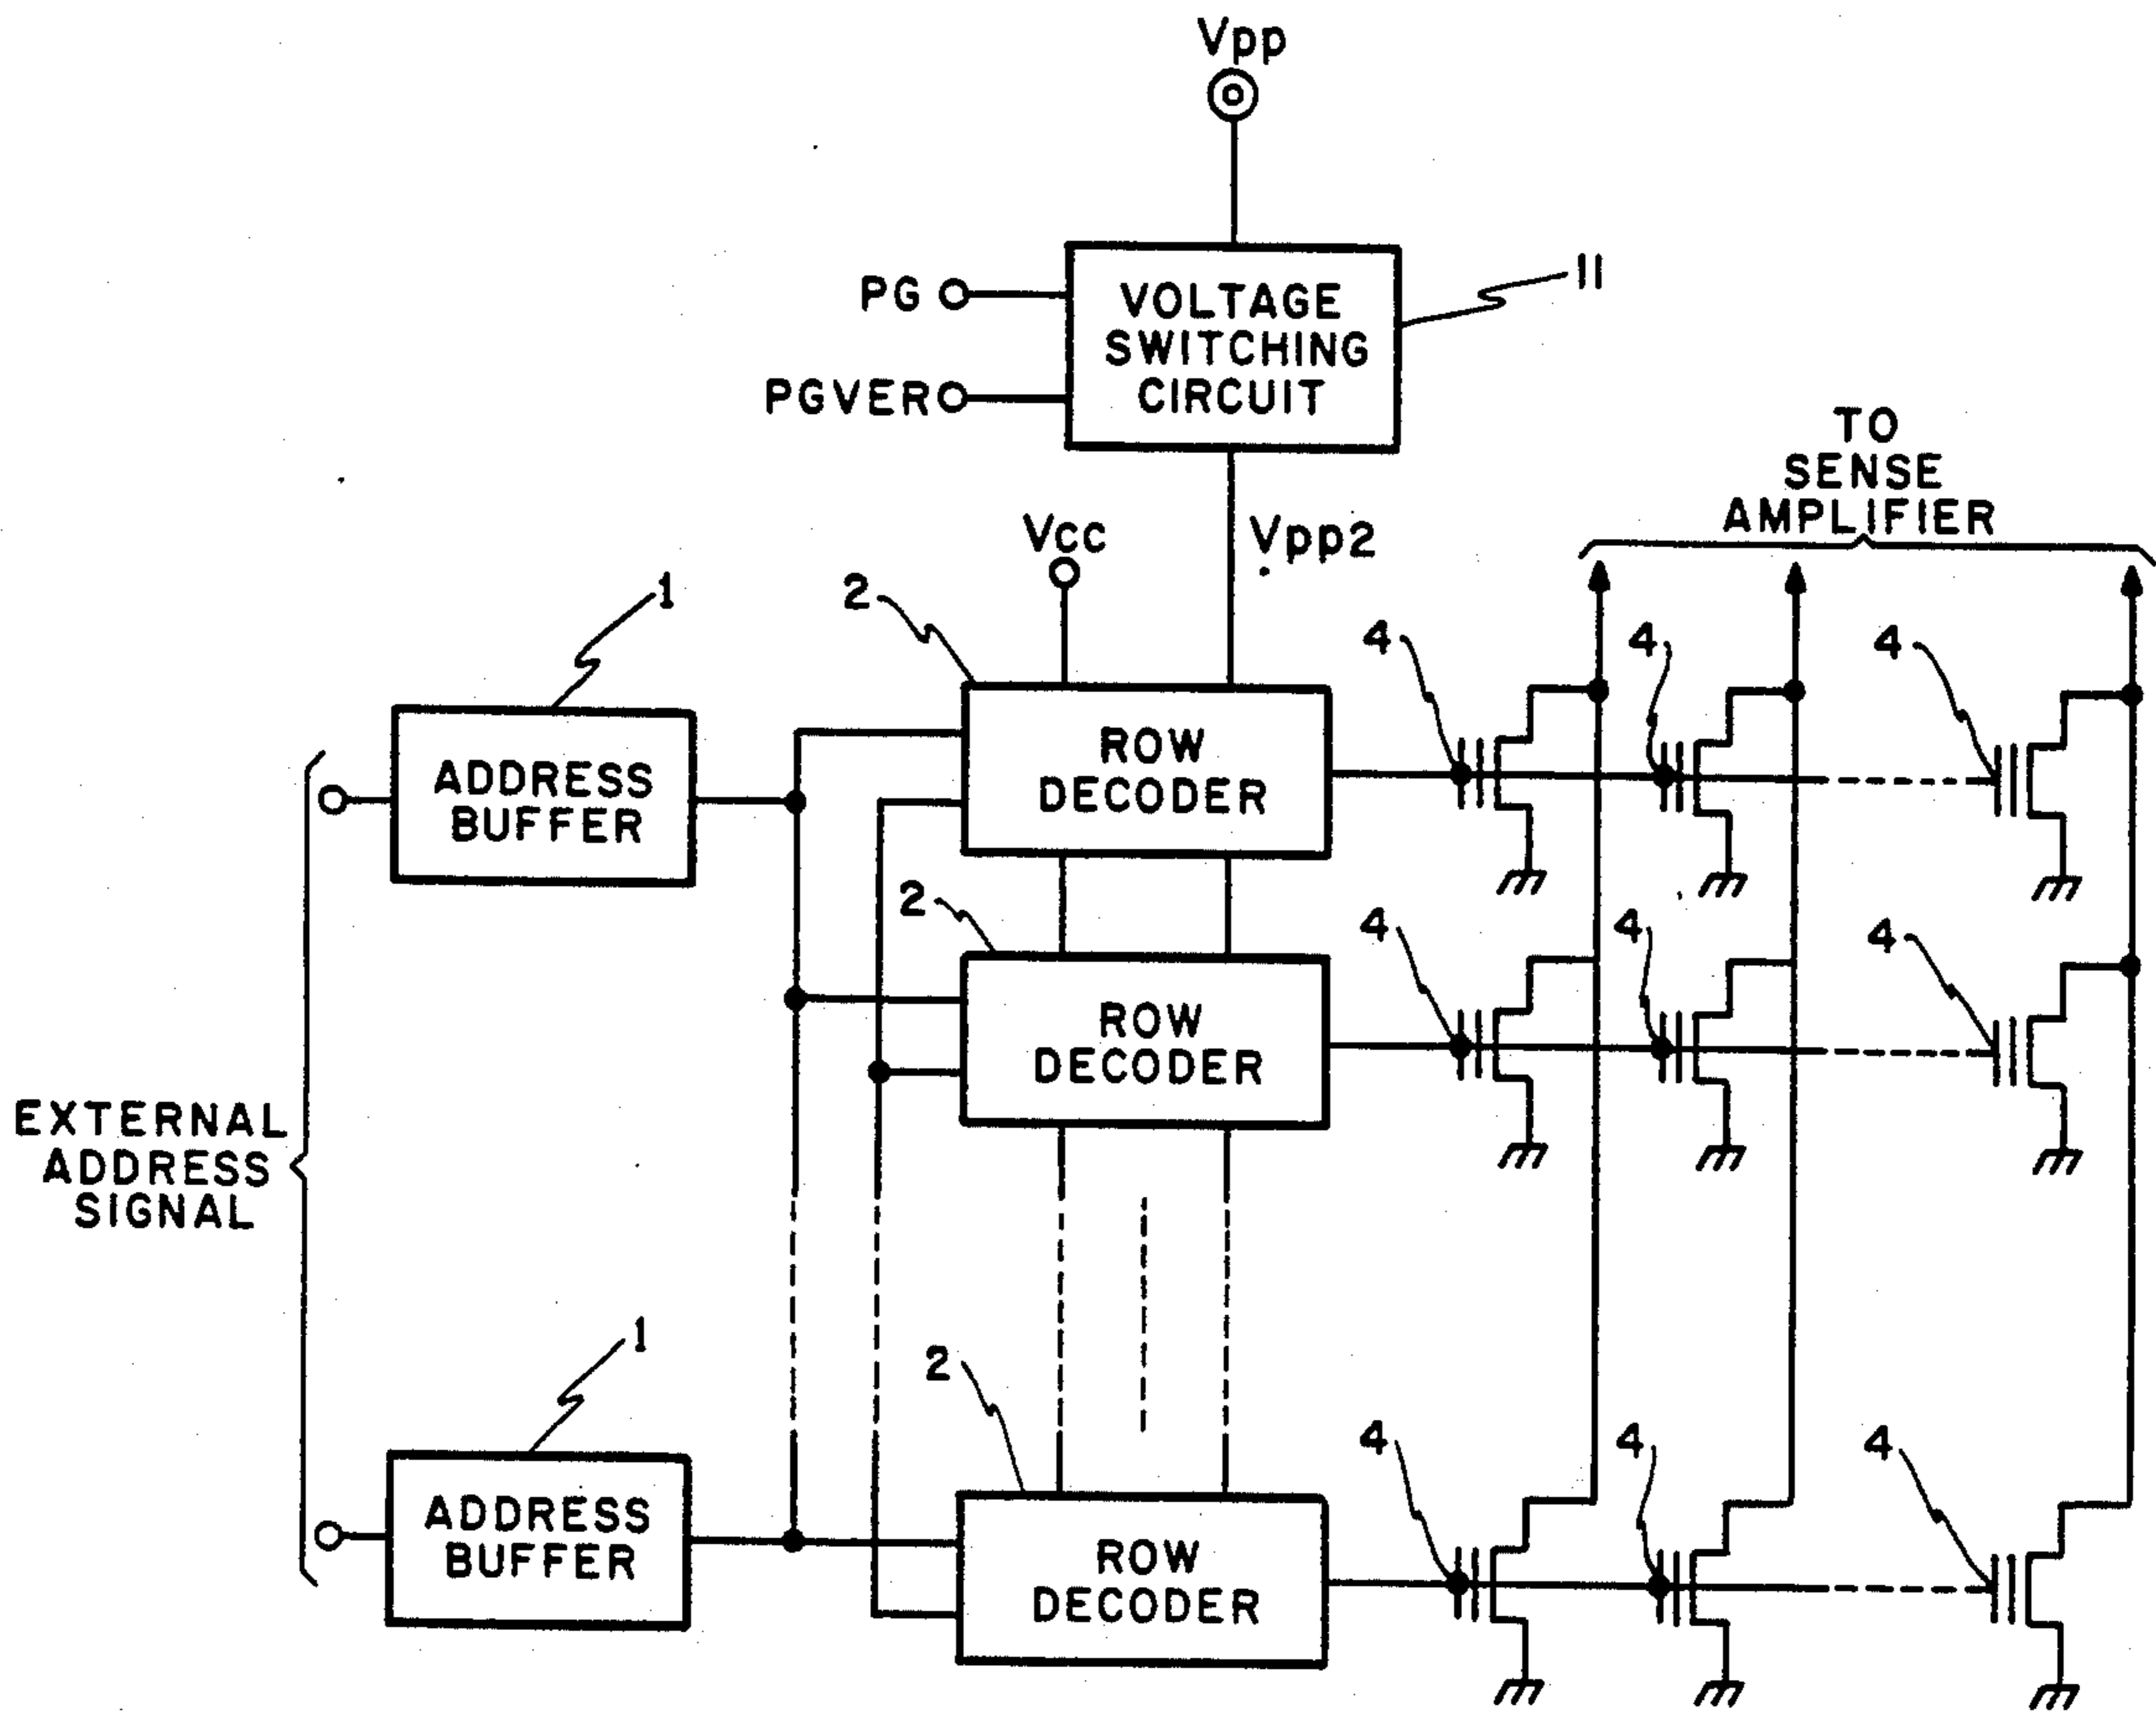 Vpp
PG
VOLTAGE
SWITCHING
CIRCUIT
11
PGVER
TO
SENSE
AMPLIFIER
Vcc
Vpp2
1
2
4
4
4
ADDRESS
BUFFER
ROW
DECODER
2
4
4
4
ROW
DECODER
EXTERNAL
ADDRESS
SIGNAL
1
2
4
4
4
ADDRESS
BUFFER
ROW
DECODER